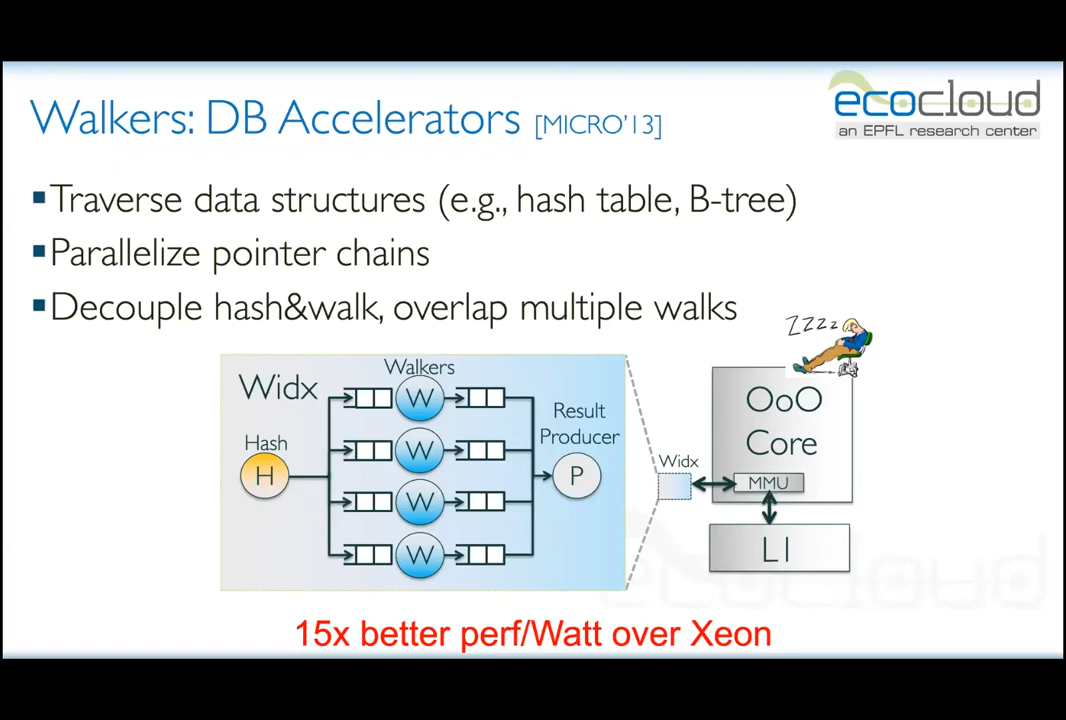 Walkers: DB Accelerators [MICRO'13]
ecocloud
an EPFL research center
Traverse data structures (e.g., hash table, B-tree)
Parallelize pointer chains
Decouple hash&walk, overlap multiple walks
Zzzz
Widx
Walkers
W
W
W
W
Hash
H
Result
Producer
P
Widx
OoO
Core
MMU
L1
ecocloud
15x better perf/Watt over Xeon